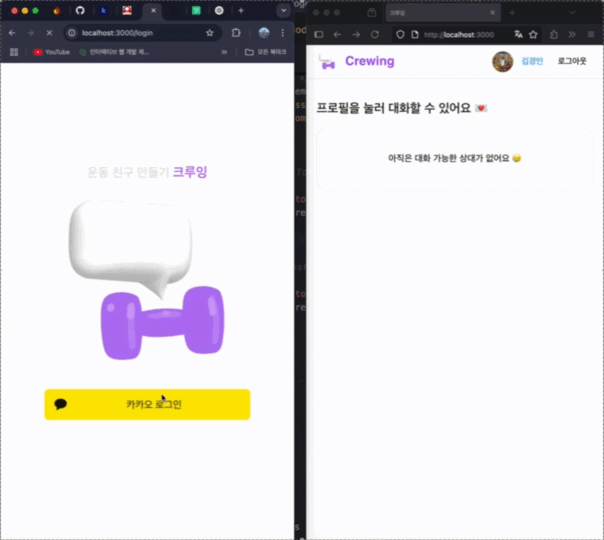 localhost:3000/login
YouTube
인터랙티브 웹 개발 제...
모든 북마크
운동 친구 만들기 크루잉
카카오 로그인
크루잉
http://localhost:3000
Crewing
김경민
로그아웃
프로필을 눌러 대화할 수 있어요 💌
아직은 대화 가능한 상대가 없어요 😅